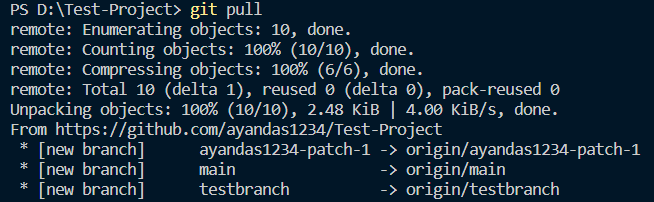 PS D:\Test-Project> git pull
remote: Enumerating objects: 10, done.
remote: Counting objects: 100% (10/10), done.
remote: Compressing objects: 100% (6/6), done.
remote: Total 10 (delta 1), reused 0 (delta 0), pack-reused 0
Unpacking objects: 100% (10/10), 2.48 KiB | 4.00 KiB/s, done.
From https://github.com/ayandas1234/Test-Project
 * [new branch]      ayandas1234-patch-1 -> origin/ayandas1234-patch-1
 * [new branch]      main                -> origin/main
 * [new branch]      testbranch          -> origin/testbranch